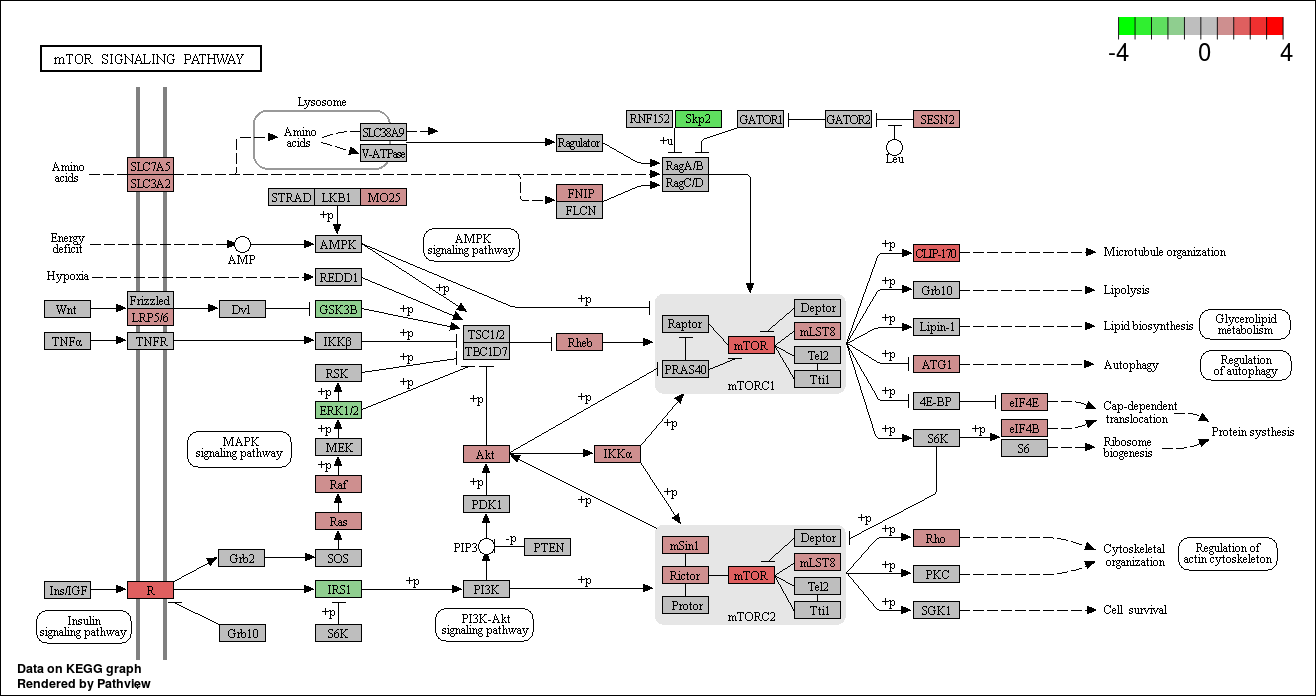 -4 0 4
mTOR SIGNALING PATHWAY
Lysosome
Amino
acids
SLC38A9
V-ATPase
Ragulator
RNF152
Skp2
GATOR1
GATOR2
SESN2
Leu
+u
RagA/B
RagC/D
Amino
acids
SLC7A5
SLC3A2
FNIP
FLCN
STRAD
LKB1
MO25
+p
Energy
deficit
AMP
AMPK
AMPK
signaling pathway
Hypoxia
REDD1
+p
+p
Wnt
Frizzled
LRP5/6
Dvl
GSK3B
+p
TNFα
TNFR
IKKβ
+p
TSC1/2
TBC1D7
Rheb
RSK
+p
+p
ERK1/2
+p
+p
MEK
+p
Raf
Ras
MAPK
signaling pathway
Raptor
PRAS40
mTOR
Deptor
mLST8
Tel2
Tti1
mTORC1
+p
CLIP-170
Microtubule organization
+p
Grb10
Lipolysis
+p
Lipin-1
Lipid biosynthesis
Glycerolipid
metabolism
+p
ATG1
Autophagy
Regulation
of autophagy
+p
4E-BP
eIF4E
Cap-dependent
translocation
+p
S6K
+p
eIF4B
S6
Ribosome
biogenesis
Protein systhesis
+p
+p
Akt
IKKα
+p
+p
+p
+p
PDK1
PIP3
-p
PTEN
Grb2
SOS
Ins/IGF
R
IRS1
+p
PI3K
+p
Grb10
+p
S6K
Insulin
signaling pathway
PI3K-Akt
signaling pathway
mSin1
Rictor
Protor
mTOR
Deptor
mLST8
Tel2
Tti1
mTORC2
+p
+p
Rho
PKC
Cytoskeletal
organization
Regulation of
actin cytoskeleton
+p
SGK1
Cell survival
Data on KEGG graph
Rendered by Pathview